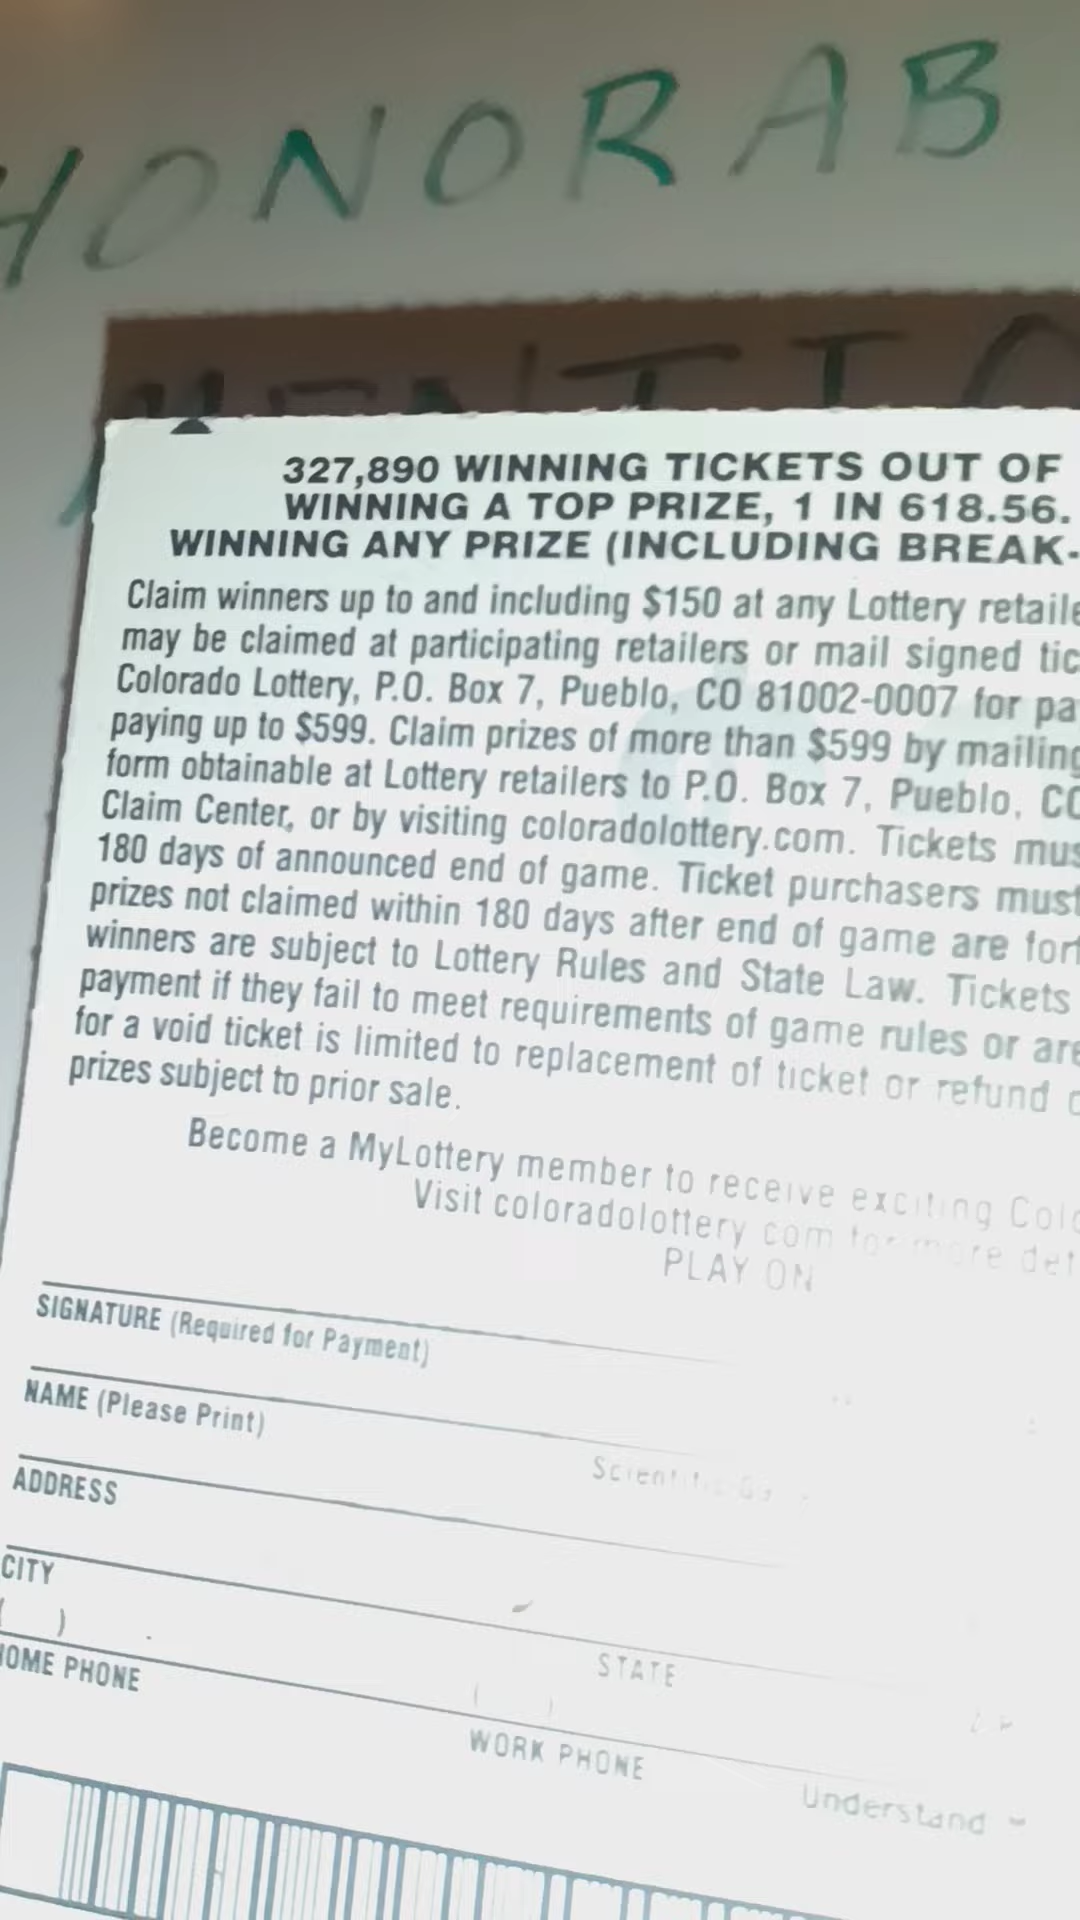 HONORAB
327,890 WINNING TICKETS OUT OF
WINNING A TOP PRIZE, 1 IN 618.56.
WINNING ANY PRIZE (INCLUDING BREAK-
Claim winners up to and including $150 at any Lottery retaile
may be claimed at participating retailers or mail signed tic
Colorado Lottery, P.O. Box 7, Pueblo, CO 81002-0007 for pa
paying up to $599. Claim prizes of more than $599 by mailing
form obtainable at Lottery retailers to P.O. Box 7, Pueblo, CO
Claim Center, or by visiting coloradolottery.com. Tickets mus
180 days of announced end of game. Ticket purchasers must
prizes not claimed within 180 days after end of game are forf
winners are subject to Lottery Rules and State Law. Tickets
payment if they fail to meet requirements of game rules or are
for a void ticket is limited to replacement of ticket or refund o
prizes subject to prior sale.
Become a MyLottery member to receive exciting Colo
Visit coloradolottery com for more det
PLAY ON
SIGNATURE (Required for Payment)
NAME (Please Print)
Scientific
ADDRESS
CITY
STATE
( )
HOME PHONE
( )
WORK PHONE
Understand